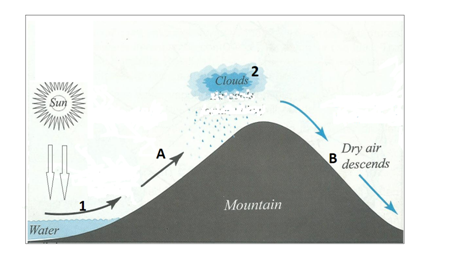 2
Clouds
Sun
A
B
Dry air
descends
1
Mountain
Water